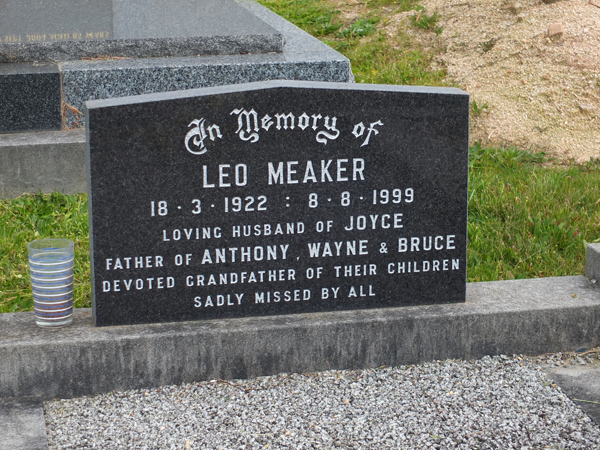 In Memory of
LEO MEAKER
18 · 3 · 1922 : 8 · 8 · 1999
LOVING HUSBAND OF JOYCE
FATHER OF ANTHONY, WAYNE & BRUCE
DEVOTED GRANDFATHER OF THEIR CHILDREN
SADLY MISSED BY ALL